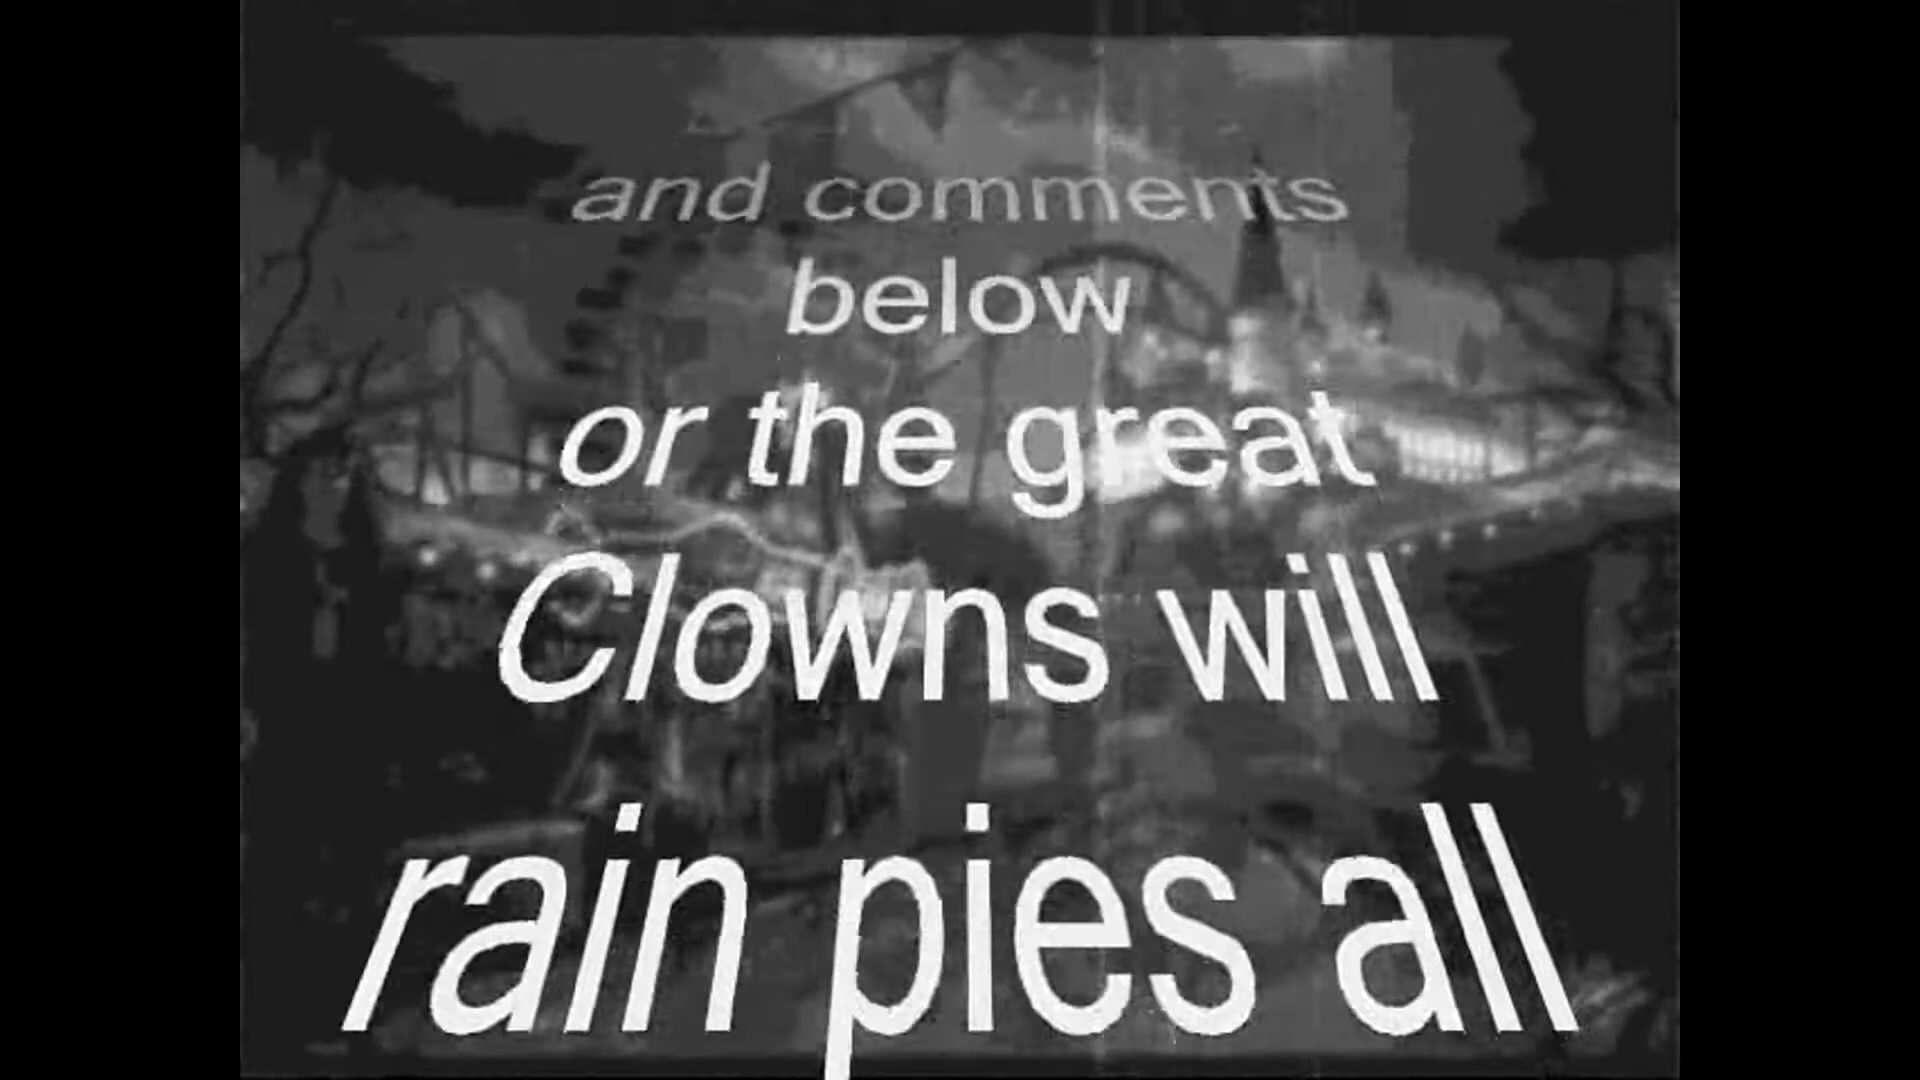 and comments
below
or the great
Clowns will
rain pies all